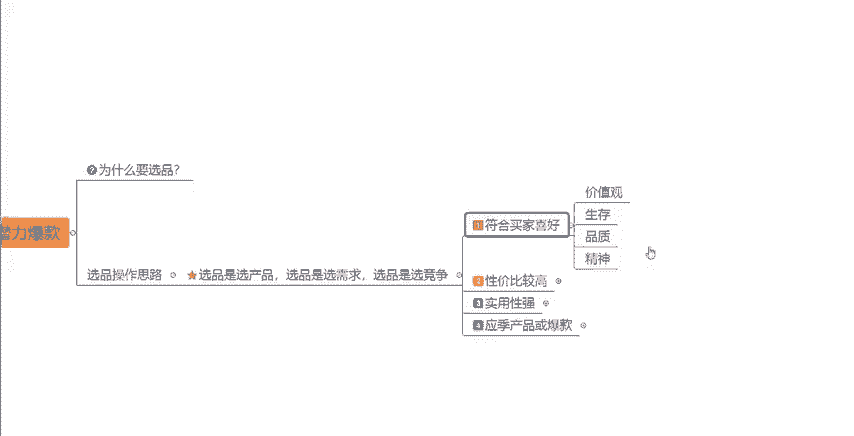 为什么要选品？
潜力爆款
选品操作思路
选品是选产品，选品是选需求，选品是选竞争
1 符合买家喜好
价值观
生存
品质
精神
2 性价比较高
3 实用性强
4 应季产品或爆款